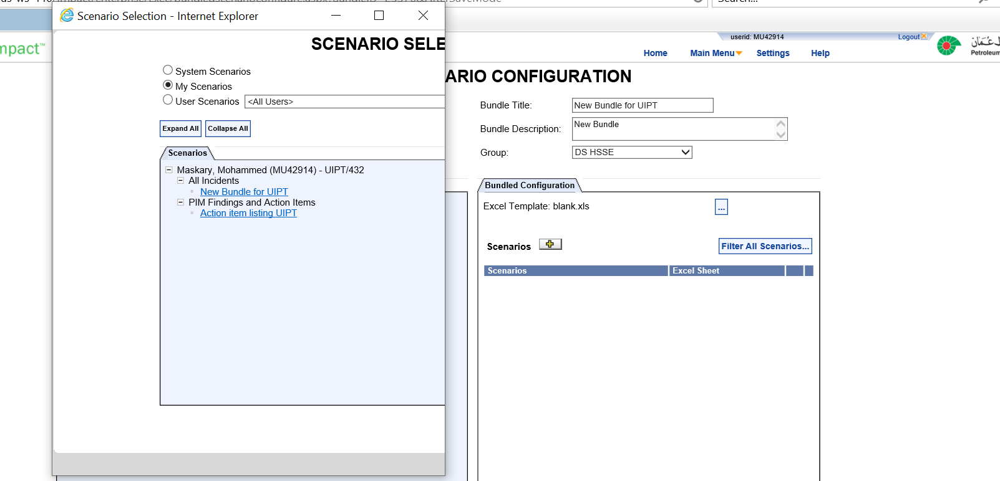 Scenario Selection - Internet Explorer
Search...
mpact™
userid: MU42914
Logout
Home
Main Menu
Settings
Help
Petroleum
SCENARIO SELE
ARIO CONFIGURATION
System Scenarios
My Scenarios
User Scenarios
<All Users>
Expand All
Collapse All
Scenarios
Maskary, Mohammed (MU42914) - UIPT/432
All Incidents
New Bundle for UIPT
PIM Findings and Action Items
Action item listing UIPT
Bundle Title:
New Bundle for UIPT
Bundle Description:
New Bundle
Group:
DS HSSE
Bundled Configuration
Excel Template: blank.xls
...
Scenarios
Filter All Scenarios...
Scenarios
Excel Sheet